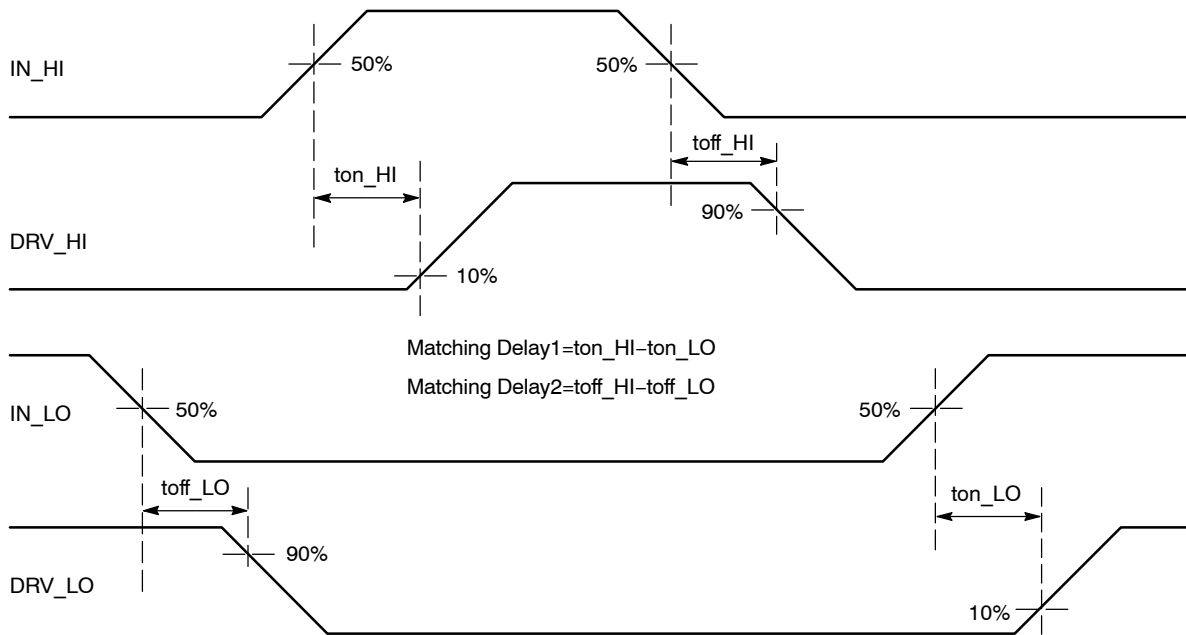 IN_HI
50%
50%
ton_HI
toff_HI
DRV_HI
90%
10%
Matching Delay1=ton_HI−ton_LO
Matching Delay2=toff_HI−toff_LO
IN_LO
50%
50%
toff_LO
ton_LO
DRV_LO
90%
10%